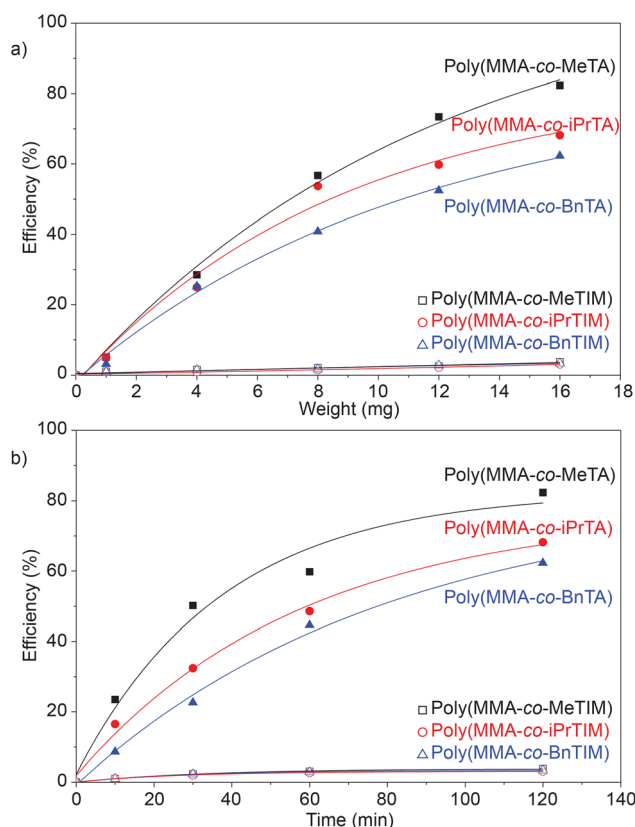 a)
100
80
60
40
20
0
Efficiency (%)
Poly(MMA-co-MeTA)
Poly(MMA-co-iPrTA)
Poly(MMA-co-BnTA)
Poly(MMA-co-MeTIM)
Poly(MMA-co-iPrTIM)
Poly(MMA-co-BnTIM)
0 2 4 6 8 10 12 14 16 18
Weight (mg)
b)
100
80
60
40
20
0
Efficiency (%)
Poly(MMA-co-MeTA)
Poly(MMA-co-iPrTA)
Poly(MMA-co-BnTA)
Poly(MMA-co-MeTIM)
Poly(MMA-co-iPrTIM)
Poly(MMA-co-BnTIM)
0 20 40 60 80 100 120 140
Time (min)